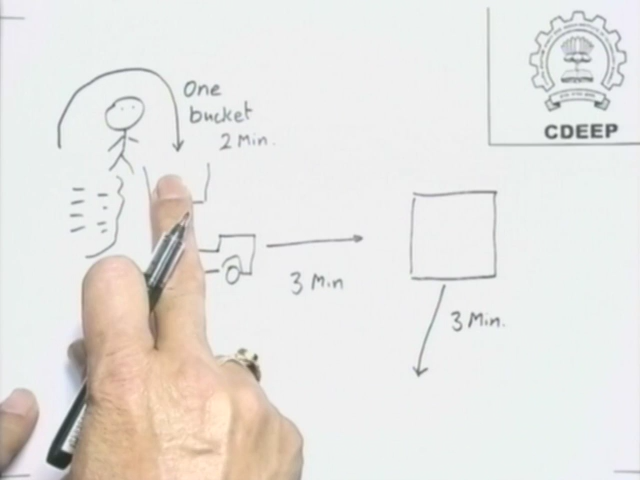 One
bucket
2 Min.
3 Min
3 Min.
CDEEP